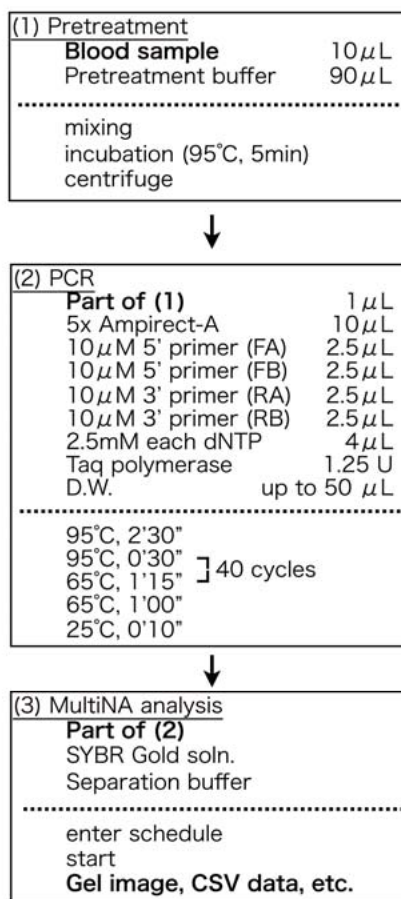 (1) Pretreatment
Blood sample 10μL
Pretreatment buffer 90μL
mixing
incubation (95℃, 5min)
centrifuge
(2) PCR
Part of (1) 1μL
5x Ampirect-A 10μL
10μM 5' primer (FA) 2.5μL
10μM 5' primer (FB) 2.5μL
10μM 3' primer (RA) 2.5μL
10μM 3' primer (RB) 2.5μL
2.5mM each dNTP 4μL
Taq polymerase 1.25 U
D.W. up to 50 μL
95℃, 2'30"
95℃, 0'30"
65℃, 1'15" 40 cycles
65℃, 1'00"
25℃, 0'10"
(3) MultiNA analysis
Part of (2)
SYBR Gold soln.
Separation buffer
enter schedule
start
Gel image, CSV data, etc.